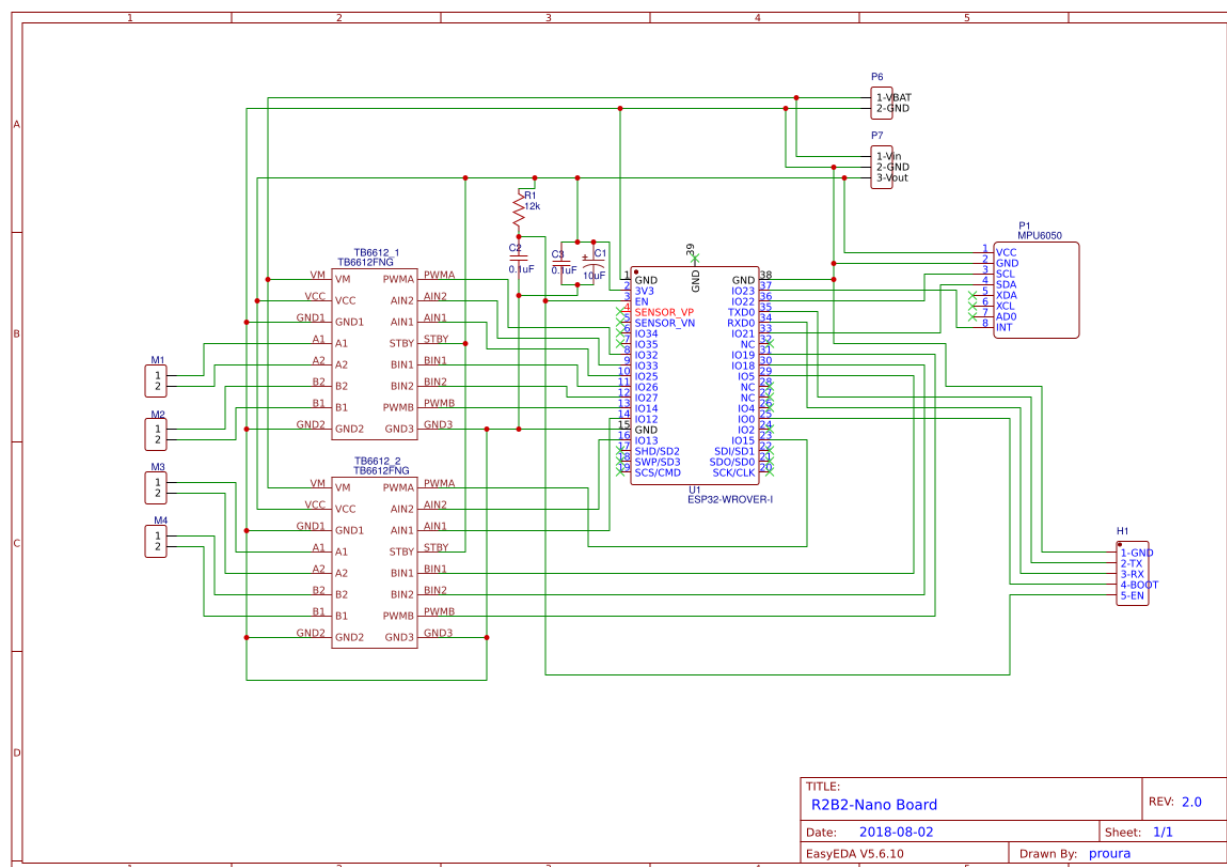 1 2 3 4 5
A
B
C
D
P6
1-VBAT
2-GND
P7
1-Vin
2-GND
3-Vout
R1
12k
C2
0.1uF
C3
0.1uF
C1
10uF
+
P1
MPU6050
1 VCC
2 GND
3 SCL
4 SDA
5 XDA
6 XCL
7 AD0
8 INT
TB6612_1
TB6612FNG
VM VM PWMA PWMA
VCC VCC AIN2 AIN2
GND1 GND1 AIN1 AIN1
A1 A1 STBY STBY
A2 A2 BIN1 BIN1
B2 B2 BIN2 BIN2
B1 B1 PWMB PWMB
GND2 GND2 GND3 GND3
M1
1
2
M2
1
2
M3
1
2
M4
1
2
TB6612_2
TB6612FNG
VM VM PWMA PWMA
VCC VCC AIN2 AIN2
GND1 GND1 AIN1 AIN1
A1 A1 STBY STBY
A2 A2 BIN1 BIN1
B2 B2 BIN2 BIN2
B1 B1 PWMB PWMB
GND2 GND2 GND3 GND3
39
GND
1 GND GND 38
2 3V3 IO23 37
3 EN IO22 36
4 SENSOR_VP TXD0 35
5 SENSOR_VN RXD0 34
6 IO34 IO21 33
7 IO35 NC 32
8 IO32 IO19 31
9 IO33 IO18 30
10 IO25 IO5 29
11 IO26 NC 28
12 IO27 NC 27
13 IO14 IO4 26
14 IO12 IO0 25
15 GND IO2 24
16 IO13 IO15 23
17 SHD/SD2 SDI/SD1 22
18 SWP/SD3 SDO/SD0 21
19 SCS/CMD SCK/CLK 20
U1
ESP32-WROVER-I
H1
1-GND
2-TX
3-RX
4-BOOT
5-EN
TITLE:
R2B2-Nano Board
REV: 2.0
Date: 2018-08-02
Sheet: 1/1
EasyEDA V5.6.10
Drawn By: proura